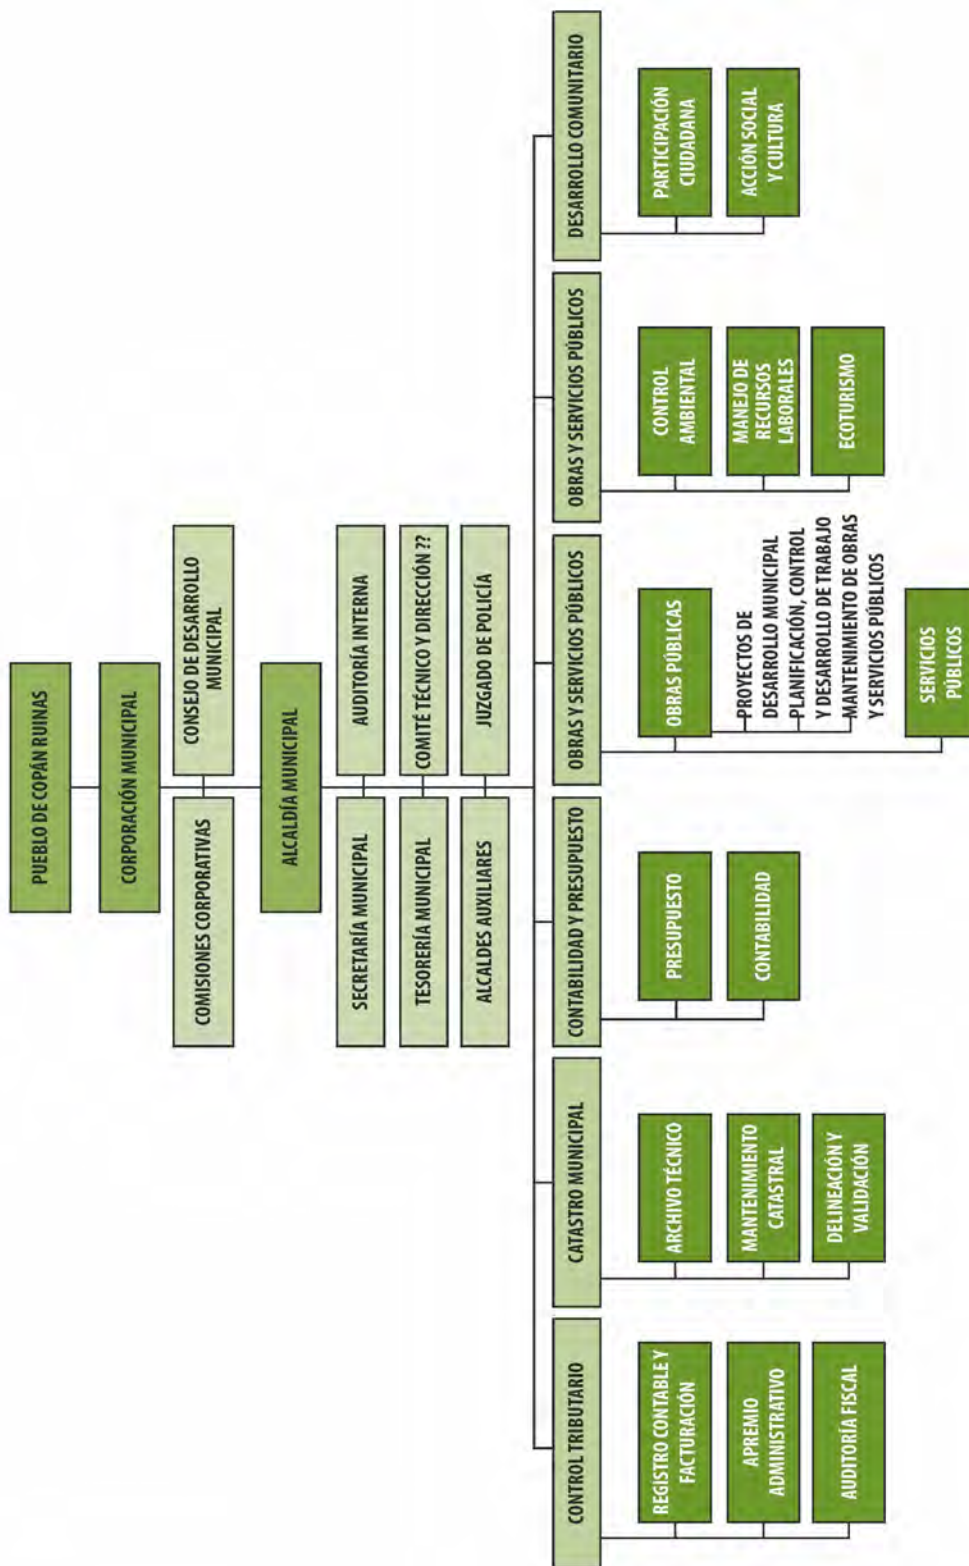 PUEBLO DE COPÁN RUINAS
CORPORACIÓN MUNICIPAL
COMISIONES CORPORATIVAS
CONSEJO DE DESARROLLO
MUNICIPAL
ALCALDÍA MUNICIPAL
SECRETARÍA MUNICIPAL
AUDITORÍA INTERNA
TESORERÍA MUNICIPAL
COMITÉ TÉCNICO Y DIRECCIÓN ??
ALCALDES AUXILIARES
JUZGADO DE POLICÍA
CONTROL TRIBUTARIO
REGISTRO CONTABLE Y
FACTURACIÓN
APREMIO
ADMINISTRATIVO
AUDITORÍA FISCAL
CATASTRO MUNICIPAL
ARCHIVO TÉCNICO
MANTENIMIENTO
CATASTRAL
DELINEACIÓN Y
VALIDACIÓN
CONTABILIDAD Y PRESUPUESTO
PRESUPUESTO
CONTABILIDAD
OBRAS Y SERVICIOS PÚBLICOS
OBRAS PÚBLICAS
PROYECTOS DE
DESARROLLO MUNICIPAL
PLANIFICACIÓN, CONTROL
Y DESARROLLO DE TRABAJO
MANTENIMIENTO DE OBRAS
Y SERVICIOS PÚBLICOS
SERVICIOS
PÚBLICOS
OBRAS Y SERVICIOS PÚBLICOS
CONTROL
AMBIENTAL
MANEJO DE
RECURSOS
LABORALES
ECOTURISMO
DESARROLLO COMUNITARIO
PARTICIPACIÓN
CIUDADANA
ACCIÓN SOCIAL
Y CULTURA